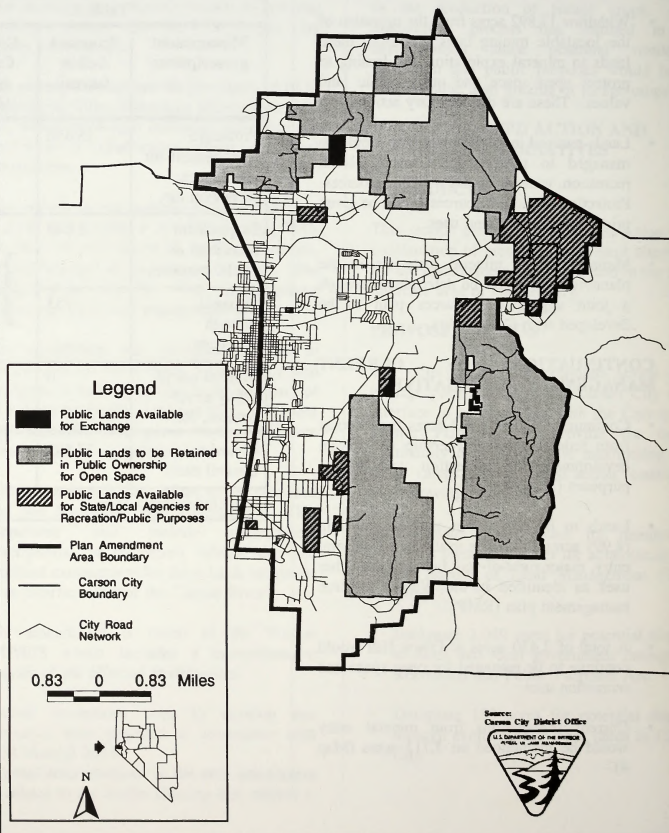 Legend
Public Lands Available
for Exchange
Public Lands to be Retained
in Public Ownership
for Open Space
Public Lands Available
for State/Local Agencies for
Recreation/Public Purposes
Plan Amendment
Area Boundary
Carson City
Boundary
City Road
Network
0.83 0 0.83 Miles
N
Source:
Carson City District Office
U.S. DEPARTMENT OF THE INTERIOR
BUREAU OF LAND MANAGEMENT